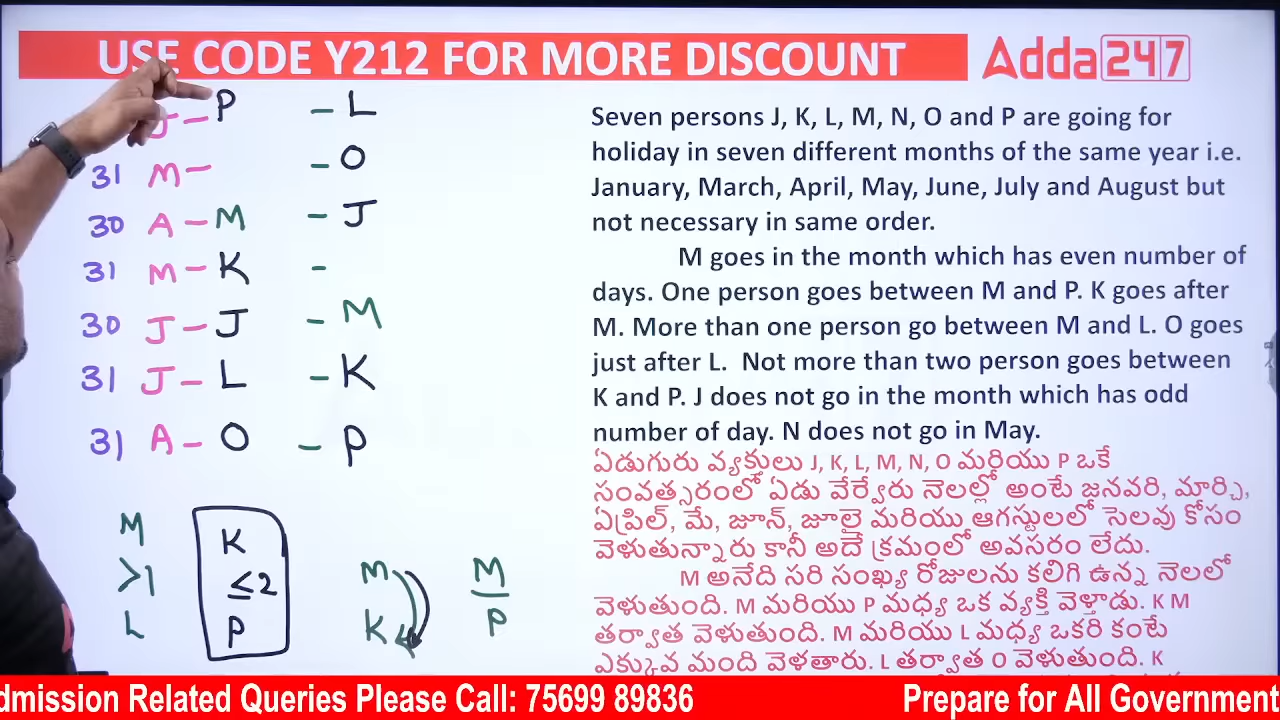 USE CODE Y212 FOR MORE DISCOUNT
Adda 247
J - P - L
31 M - - O
30 A - M - J
31 M - K -
30 J - J - M
31 J - L - K
31 A - O - P
M
>1
L
K
≤2
P
M
K
M
P
Seven persons J, K, L, M, N, O and P are going for
holiday in seven different months of the same year i.e.
January, March, April, May, June, July and August but
not necessary in same order.
M goes in the month which has even number of
days. One person goes between M and P. K goes after
M. More than one person go between M and L. O goes
just after L. Not more than two person goes between
K and P. J does not go in the month which has odd
number of day. N does not go in May.
ఏడుగురు వ్యక్తులు J, K, L, M, N, O మరియు P ఒకే
సంవత్సరంలో ఏడు వేర్వేరు నెలల్లో అంటే జనవరి, మార్చి,
ఏప్రిల్, మే, జూన్, జూలై మరియు ఆగస్టులలో సెలవు కోసం
వెళుతున్నారు కానీ అదే క్రమంలో అవసరం లేదు.
M అనేది సరి సంఖ్య రోజులను కలిగి ఉన్న నెలలో
వెళుతుంది. M మరియు P మధ్య ఒక వ్యక్తి వెళ్తాడు. K M
తర్వాత వెళుతుంది. M మరియు L మధ్య ఒకరి కంటే
ఎక్కువ మంది వెళతారు. L తర్వాత O వెళుతుంది. K
dmission Related Queries Please Call: 75699 89836
Prepare for All Government